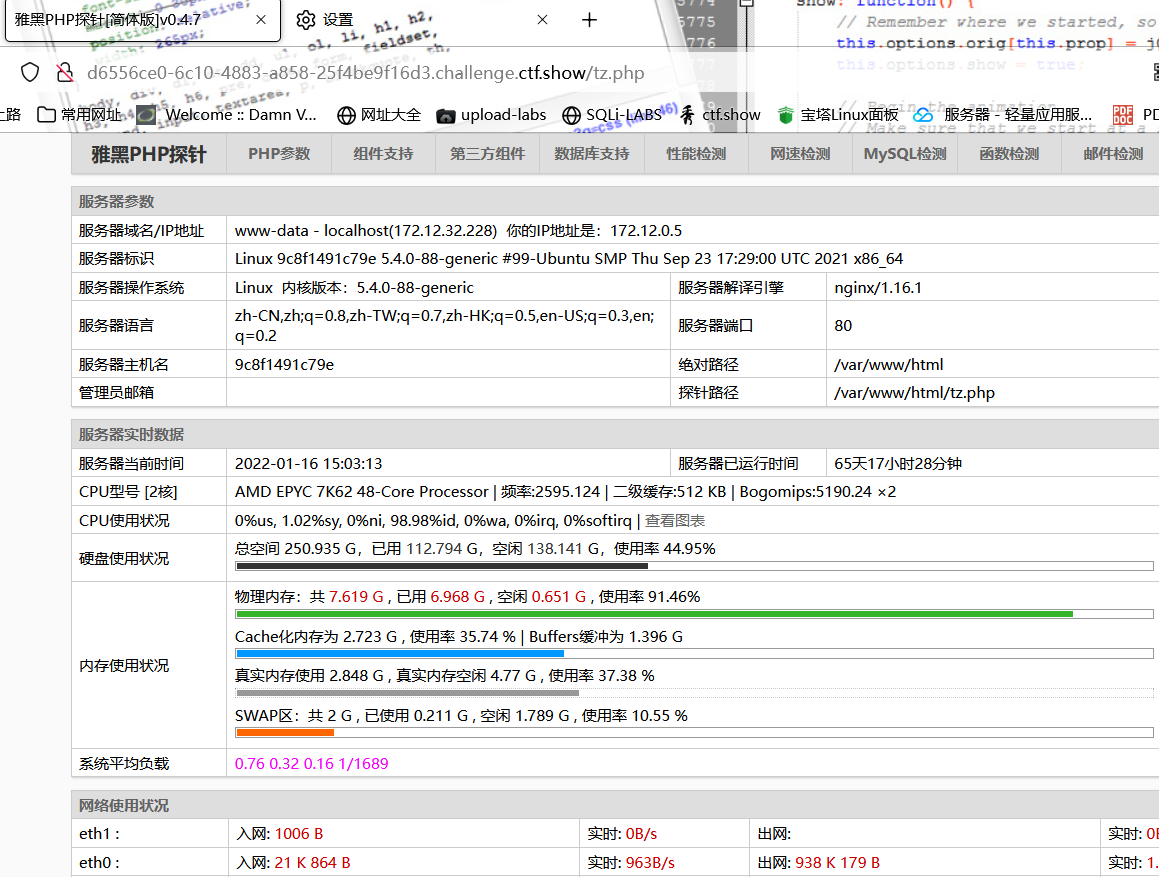 雅黑PHP探针[简体版]v0.4.7
设置
d6556ce0-6c10-4883-a858-25f4be9f16d3.challenge.ctf.show/tz.php
上路 常用网址 Welcome :: Damn V... 网址大全 upload-labs SQLi-LABS ctf.show 宝塔Linux面板 服务器 - 轻量应用服...
雅黑PHP探针 PHP参数 组件支持 第三方组件 数据库支持 性能检测 网速检测 MySQL检测 函数检测 邮件检测
服务器参数
服务器域名/IP地址 www-data - localhost(172.12.32.228) 你的IP地址是：172.12.0.5
服务器标识 Linux 9c8f1491c79e 5.4.0-88-generic #99-Ubuntu SMP Thu Sep 23 17:29:00 UTC 2021 x86_64
服务器操作系统 Linux 内核版本：5.4.0-88-generic 服务器解译引擎 nginx/1.16.1
服务器语言 zh-CN,zh;q=0.8,zh-TW;q=0.7,zh-HK;q=0.5,en-US;q=0.3,en;
q=0.2 服务器端口 80
服务器主机名 9c8f1491c79e 绝对路径 /var/www/html
管理员邮箱 探针路径 /var/www/html/tz.php
服务器实时数据
服务器当前时间 2022-01-16 15:03:13 服务器已运行时间 65天17小时28分钟
CPU型号 [2核] AMD EPYC 7K62 48-Core Processor | 频率:2595.124 | 二级缓存:512 KB | Bogomips:5190.24 ×2
CPU使用状况 0%us, 1.02%sy, 0%ni, 98.98%id, 0%wa, 0%irq, 0%softirq | 查看图表
硬盘使用状况 总空间 250.935 G，已用 112.794 G，空闲 138.141 G，使用率 44.95%
内存使用状况
物理内存：共 7.619 G , 已用 6.968 G , 空闲 0.651 G , 使用率 91.46%
Cache化内存为 2.723 G , 使用率 35.74 % | Buffers缓冲为 1.396 G
真实内存使用 2.848 G , 真实内存空闲 4.77 G , 使用率 37.38 %
SWAP区：共 2 G , 已使用 0.211 G , 空闲 1.789 G , 使用率 10.55 %
系统平均负载 0.76 0.32 0.16 1/1689
网络使用状况
eth1 : 入网: 1006 B 实时: 0B/s 出网: 实时: 0B
eth0 : 入网: 21 K 864 B 实时: 963B/s 出网: 938 K 179 B 实时: 1.